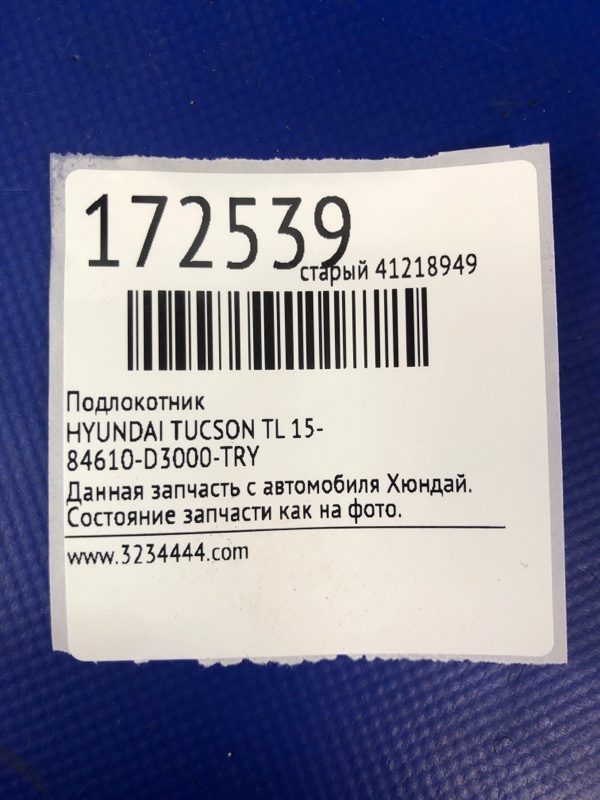 172539
старый 41218949
Подлокотник
HYUNDAI TUCSON TL 15-
84610-D3000-TRY
Данная запчасть с автомобиля Хюндай.
Состояние запчасти как на фото.
www.3234444.com